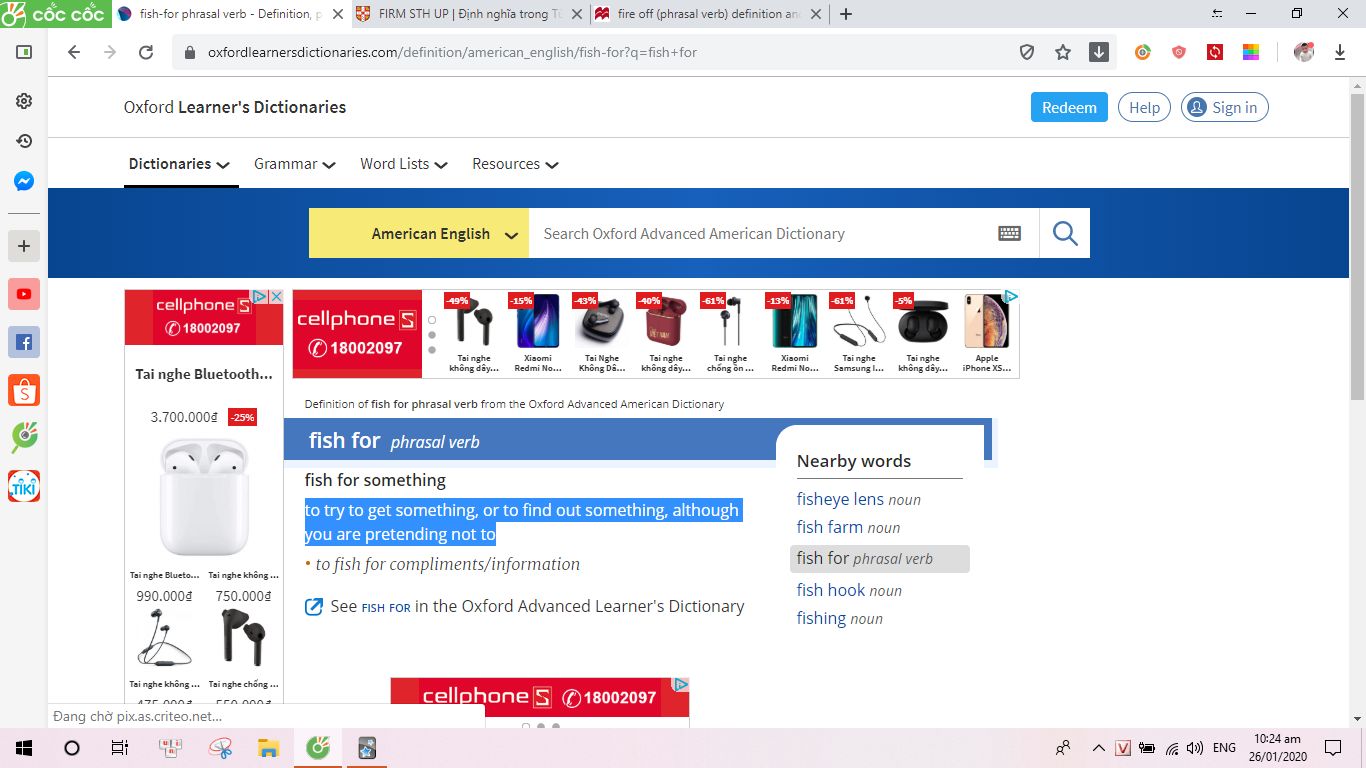 cốc cốc
fish-for phrasal verb - Definition, p
FIRM STH UP | Định nghĩa trong T
fire off (phrasal verb) definition an
oxfordlearnersdictionaries.com/definition/american_english/fish-for?q=fish+for
Oxford Learner's Dictionaries
Redeem
Help
Sign in
Dictionaries
Grammar
Word Lists
Resources
American English
Search Oxford Advanced American Dictionary
cellphoneS
18002097
Tai nghe Bluetooth...
3.700.000₫
-25%
Tai nghe Blueto...
Tai nghe không ...
990.000₫
750.000₫
Tai nghe không ...
Tai nghe chống ...
475.000₫
550.000₫
cellphoneS
18002097
-49%
-15%
-43%
-40%
-61%
-13%
-61%
-5%
VIỆT NAM
Tai nghe không dây...
Xiaomi Redmi No...
Tai Nghe Không Dâ...
Tai nghe không dây...
Tai nghe chống ồn ...
Xiaomi Redmi No...
Tai nghe Samsung I...
Tai nghe không dây...
Apple iPhone XS...
Definition of fish for phrasal verb from the Oxford Advanced American Dictionary
fish for phrasal verb
fish for something
to try to get something, or to find out something, although
you are pretending not to
• to fish for compliments/information
See FISH FOR in the Oxford Advanced Learner's Dictionary
Nearby words
fisheye lens noun
fish farm noun
fish for phrasal verb
fish hook noun
fishing noun
cellphoneS 18002097
TIKI
Đang chờ pix.as.criteo.net...
ENG
10:24 am
26/01/2020